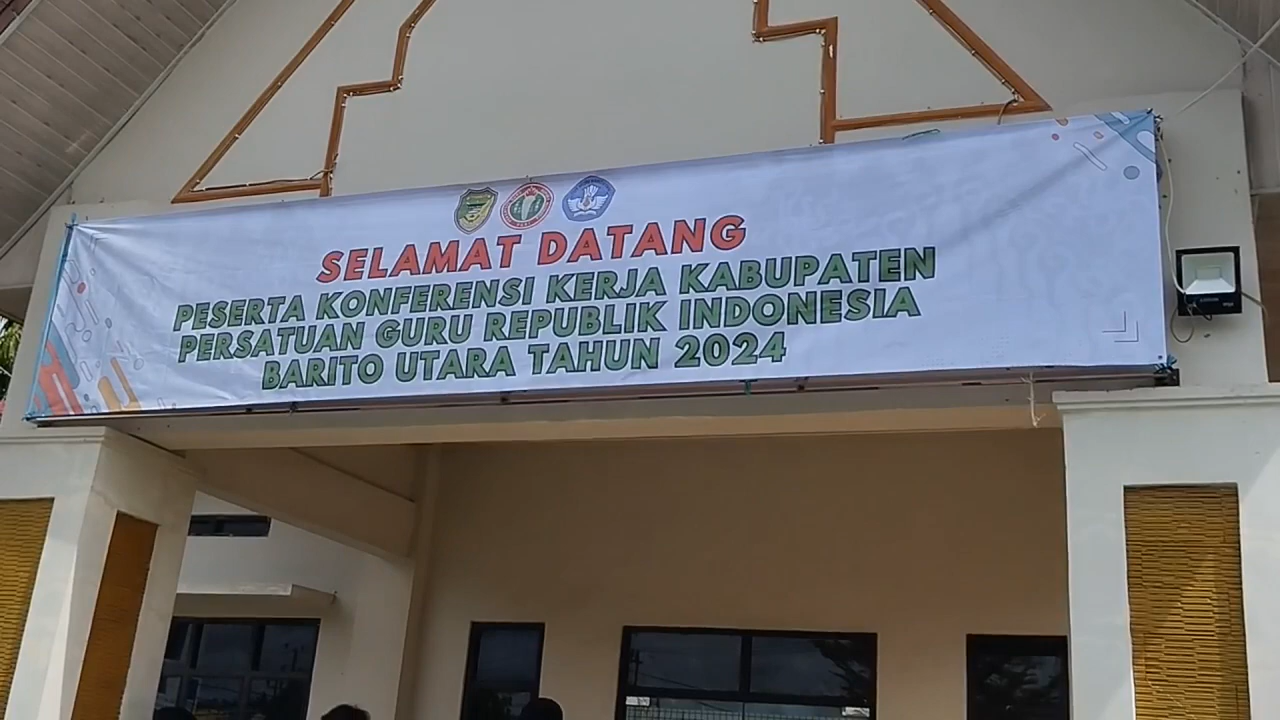 SELAMAT DATANG
PESERTA KONFERENSI KERJA KABUPATEN
PERSATUAN GURU REPUBLIK INDONESIA
BARITO UTARA TAHUN 2024